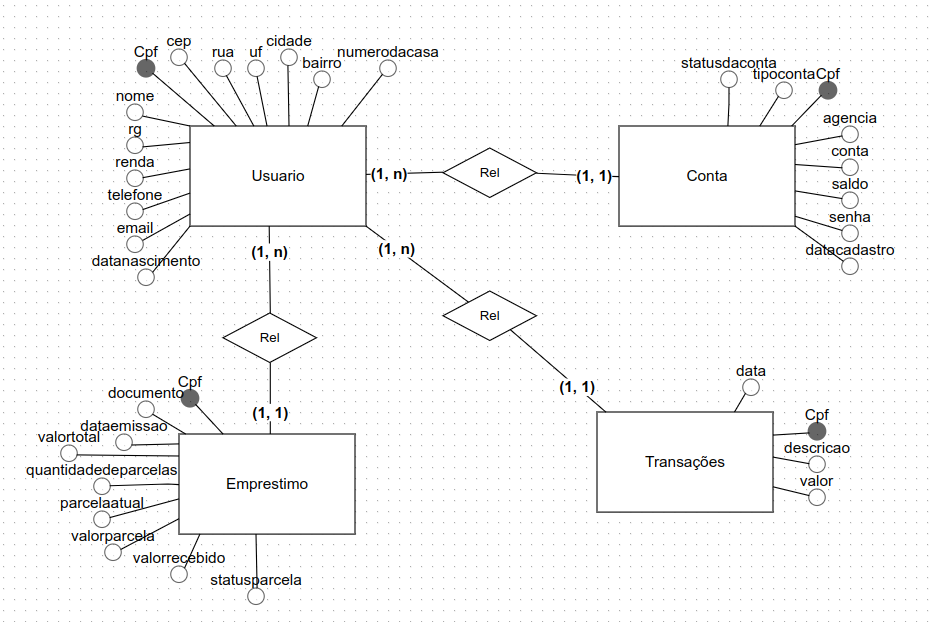 Cpf
cep
rua
uf
cidade
bairro
numerodacasa
nome
rg
renda
telefone
email
datanascimento
Usuario
(1, n)
Rel
(1, 1)
statusdaconta
tipoconta
Cpf
agencia
conta
saldo
senha
datacadastro
Conta
(1, n)
Rel
(1, 1)
(1, n)
Rel
(1, 1)
Cpf
documento
dataemissao
valortotal
quantidadedeparcelas
parcelaatual
valorparcela
valorrecebido
statusparcela
Emprestimo
data
Cpf
descricao
valor
Transações